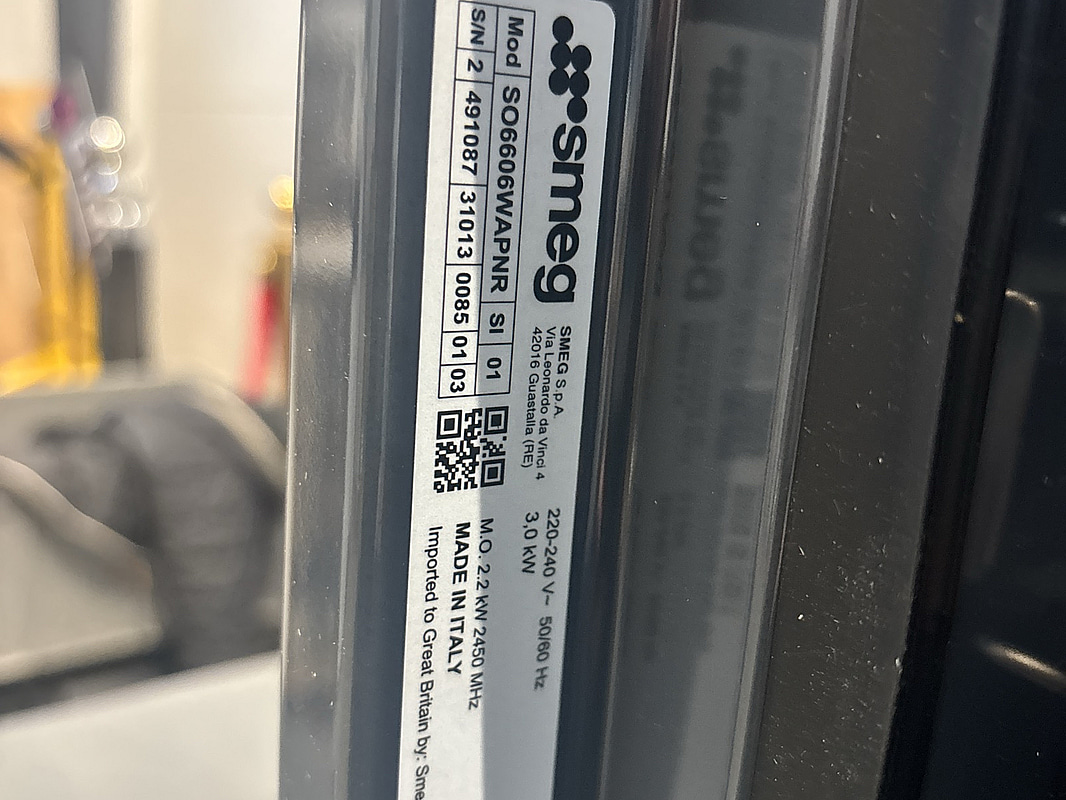 smeg
SMEG S.p.A.
Via Leonardo da Vinci 4
42016 Guastalla (RE)
220-240 V~ 50/60 Hz
3,0 kW
Mod SO6606WAPNR SI 01
S/N 2 491087 31013 0085 01 03
M.O. 2.2 kW 2450 MHz
MADE IN ITALY
Imported to Great Britain by: Sme